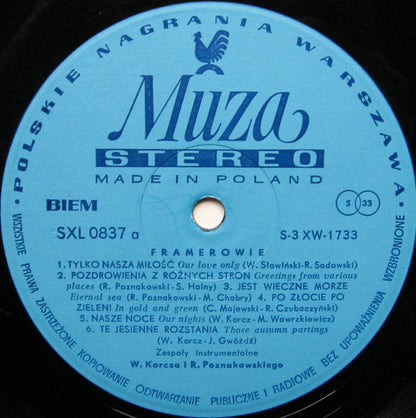 • POLSKIE NAGRANIA WARSZAWA •
Muza
STEREO
MADE IN POLAND
BIEM
S 33
SXL 0837 a
S-3 XW-1733
FRAMEROWIE
1. TYLKO NASZA MIŁOŚĆ Our love only (W. Słowiński-R. Sadowski)
2. POZDROWIENIA Z RÓŻNYCH STRON Greetings from various
places (R. Poznakowski-S. Halny) 3. JEST WIECZNE MORZE
Eternal sea (R. Poznakowski-M. Chabry) 4. PO ZŁOCIE PO
ZIELENI In gold and green (C. Majewski-R. Czubaczyński)
5. NASZE NOCE Our nights (W. Korcz-M. Wawrzkiewicz)
6. TE JESIENNE ROZSTANIA Those autumn partings
(W. Korcz-J. Gwóźdź)
Zespały Instrumentalne
W. Korcza i R. Poznakowskiego
• WSZYSTKIE PRAWA ZASTRZEŻONE KOPIOWANIE ODTWARZANIE PUBLICZNE I RADIOWE BEZ UPOWAŻNIENIA WZBRONIONE